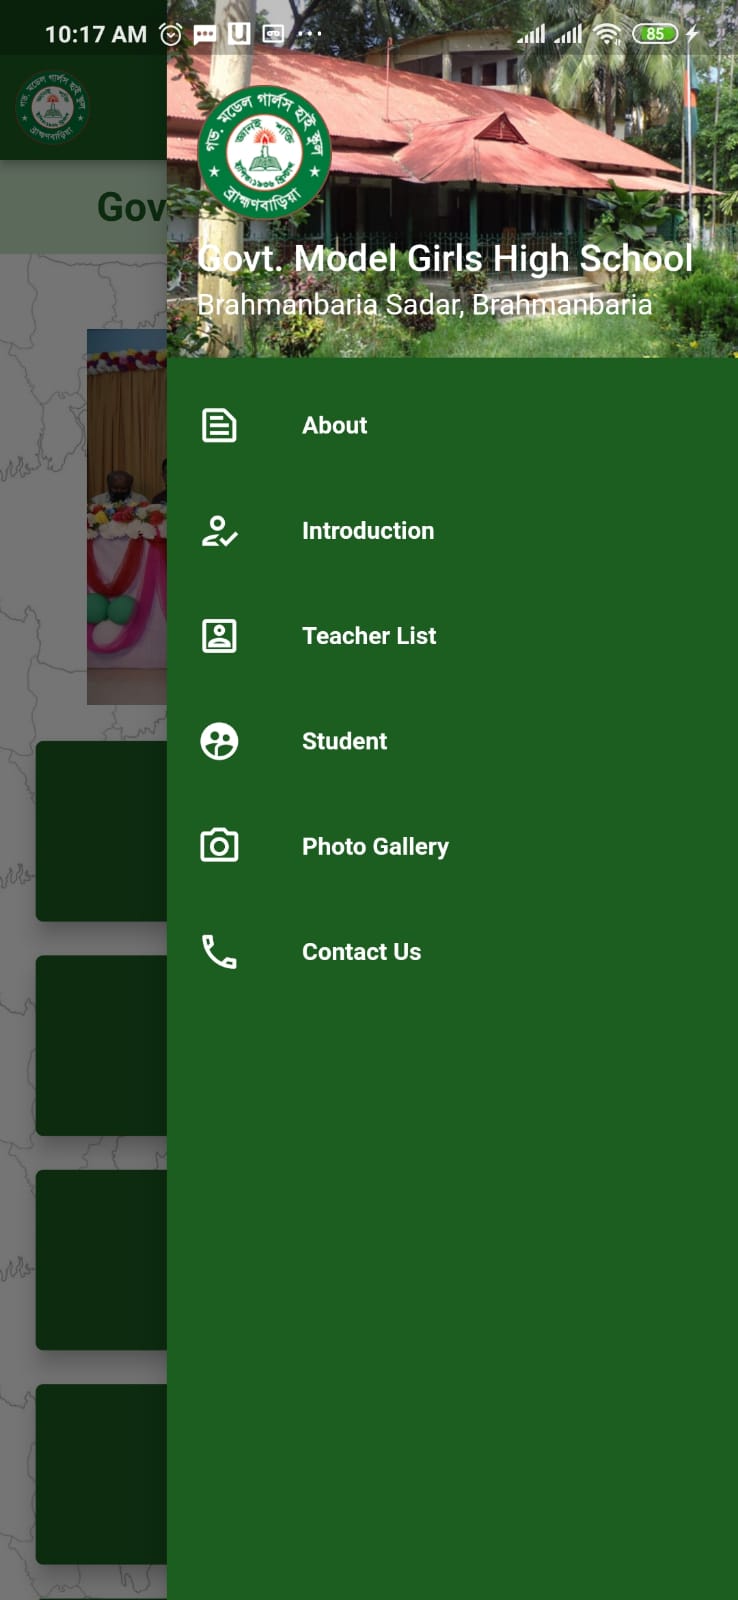 10:17 AM
85
গভ. মডেল গার্লস হাই স্কুল
জ্ঞানই শক্তি
ব্রাহ্মণবাড়িয়া
Gov
Govt. Model Girls High School
Brahmanbaria Sadar, Brahmanbaria
About
Introduction
Teacher List
Student
Photo Gallery
Contact Us